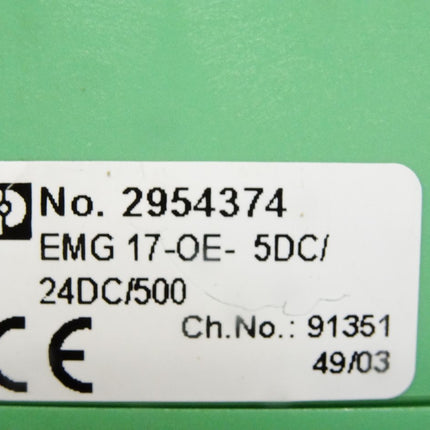 No. 2954374
EMG 17-OE- 5DC/
24DC/500
Ch.No.: 91351
CE 49/03